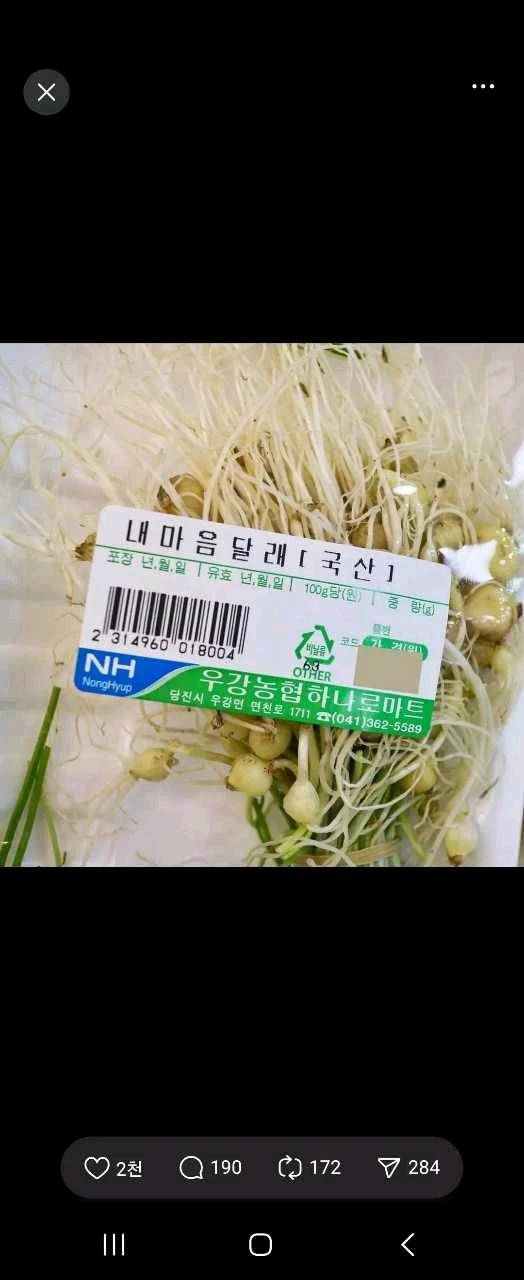 내마음달래[국산]
포장 년,월,일 유효 년,월,일 100g당(원) 중 량(g)
2 314960 018004
비닐류
OTHER
63
코드
품번
가 격(원)
NH
NongHyup
우강농협하나로마트
당진시 우강면 면천로 1711 ☎(041)362-5589
2천 190 172 284